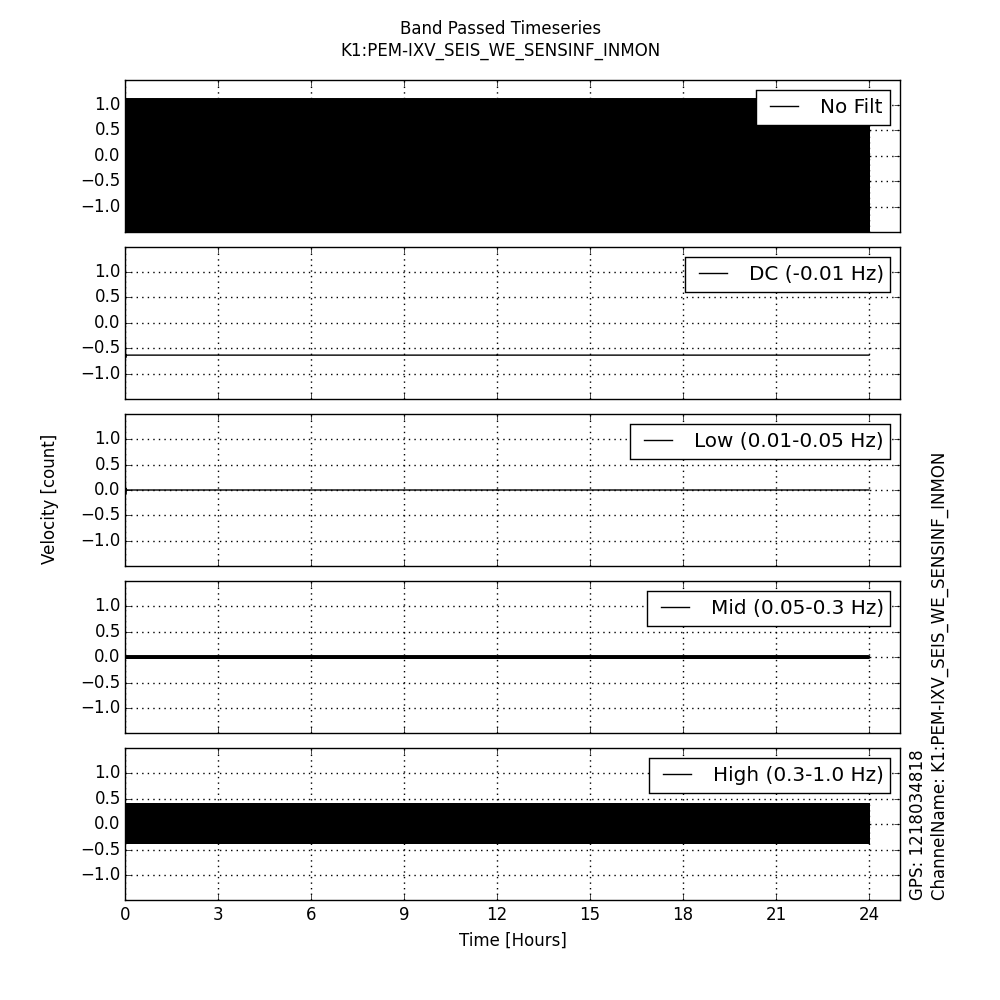 Band Passed Timeseries
K1:PEM-IXV_SEIS_WE_SENSINF_INMON
1.0
0.5
0.0
−0.5
−1.0
No Filt
1.0
0.5
0.0
−0.5
−1.0
DC (-0.01 Hz)
1.0
0.5
0.0
−0.5
−1.0
Low (0.01-0.05 Hz)
1.0
0.5
0.0
−0.5
−1.0
Mid (0.05-0.3 Hz)
1.0
0.5
0.0
−0.5
−1.0
High (0.3-1.0 Hz)
0 3 6 9 12 15 18 21 24
Time [Hours]
Velocity [count]
GPS: 1218034818
ChannelName: K1:PEM-IXV_SEIS_WE_SENSINF_INMON